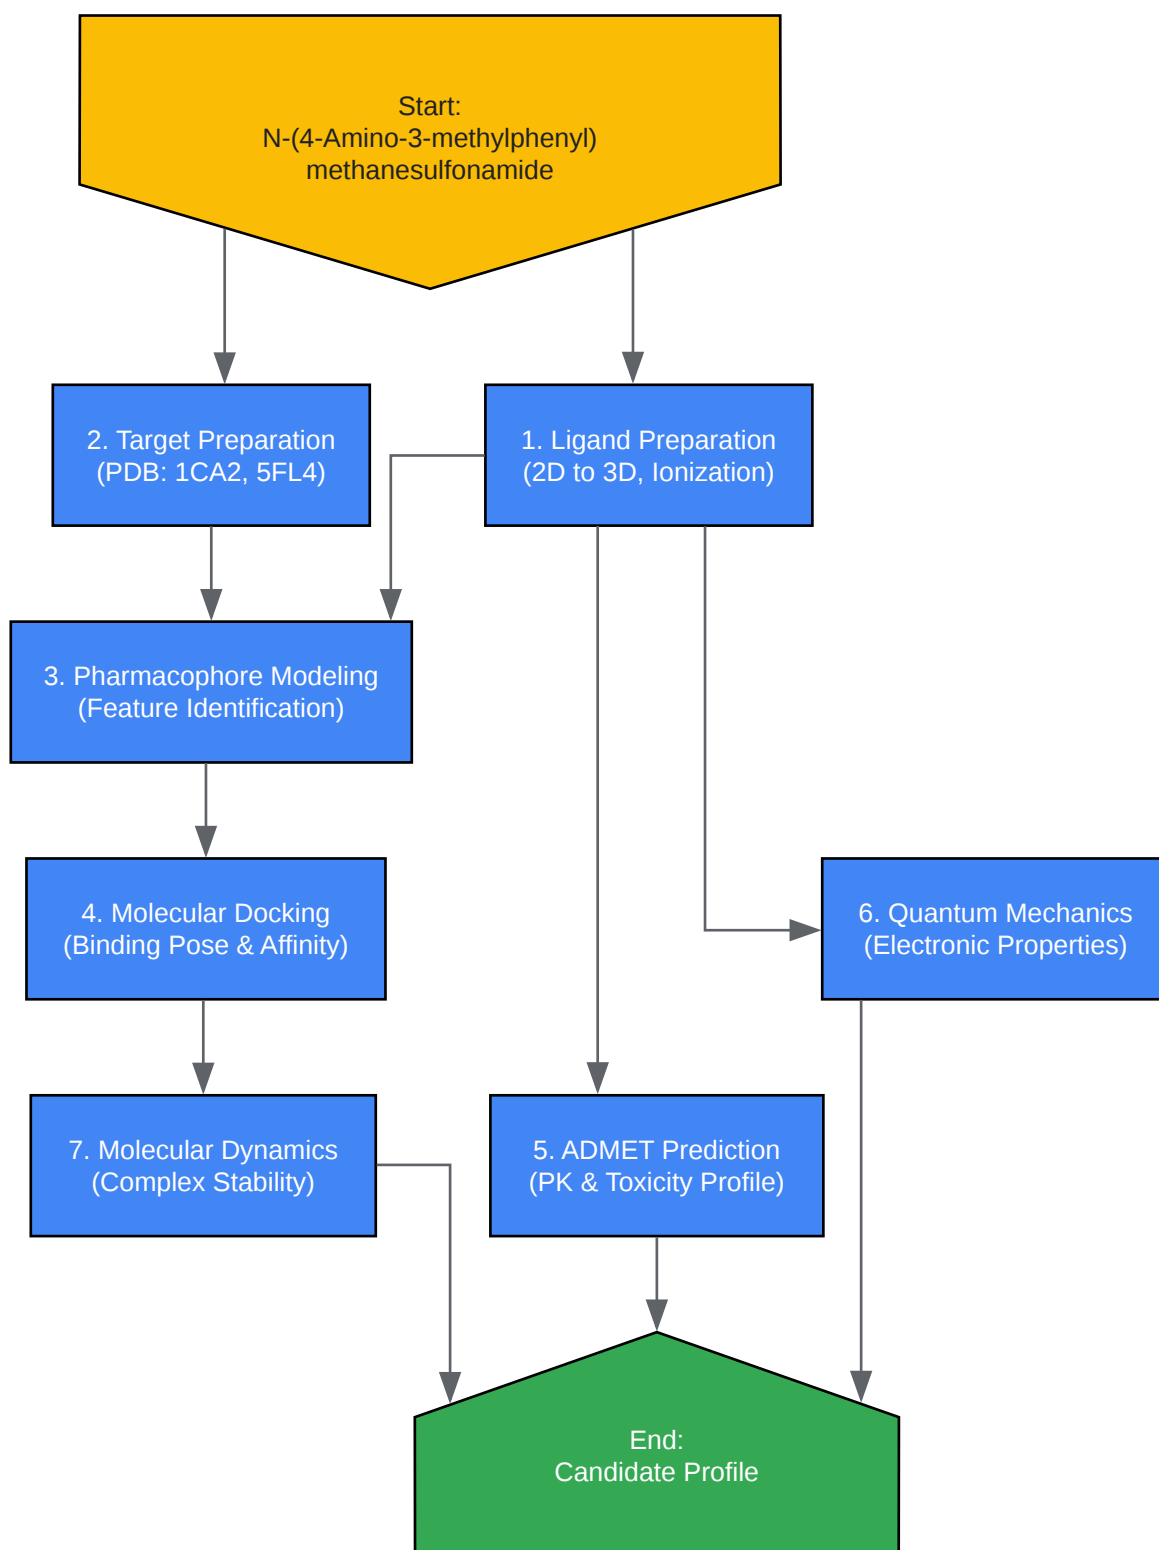 Start:
N-(4-Amino-3-methylphenyl)
methanesulfonamide
2. Target Preparation
(PDB: 1CA2, 5FL4)
1. Ligand Preparation
(2D to 3D, Ionization)
3. Pharmacophore Modeling
(Feature Identification)
4. Molecular Docking
(Binding Pose & Affinity)
6. Quantum Mechanics
(Electronic Properties)
7. Molecular Dynamics
(Complex Stability)
5. ADMET Prediction
(PK & Toxicity Profile)
End:
Candidate Profile